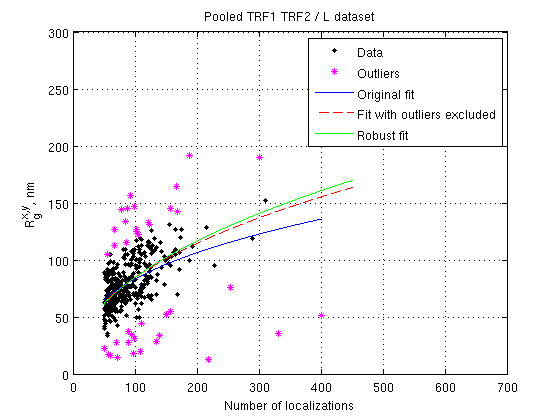 Pooled TRF1 TRF2 / L dataset
300
250
200
150
100
50
0
R_g^{x,y}, nm
Data
Outliers
Original fit
Fit with outliers excluded
Robust fit
0 100 200 300 400 500 600 700
Number of localizations